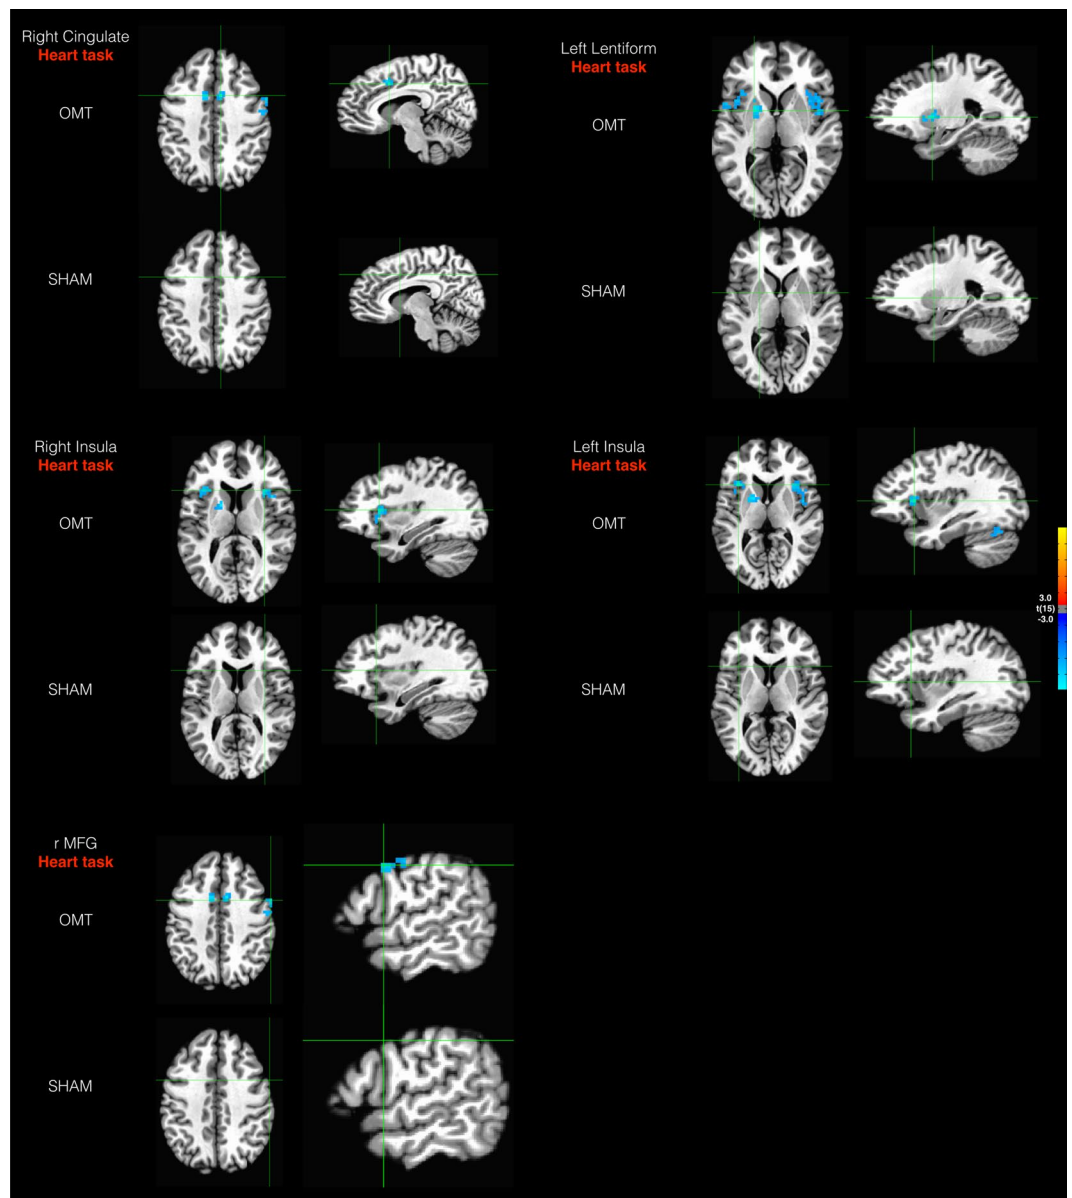 Right Cingulate
Heart task
OMT
SHAM
Left Lentiform
Heart task
OMT
SHAM
Right Insula
Heart task
OMT
SHAM
Left Insula
Heart task
OMT
SHAM
3.0
t(15)
-3.0
r MFG
Heart task
OMT
SHAM